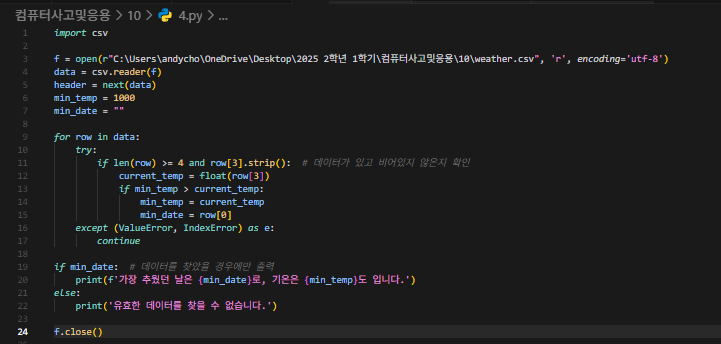 컴퓨터사고및응용 > 10 > 4.py > ...
1 import csv
2
3 f = open(r"C:\Users\andycho\OneDrive\Desktop\2025 2학년 1학기\컴퓨터사고및응용\10\weather.csv", 'r', encoding='utf-8')
4 data = csv.reader(f)
5 header = next(data)
6 min_temp = 1000
7 min_date = ""
8
9 for row in data:
10     try:
11         if len(row) >= 4 and row[3].strip():  # 데이터가 있고 비어있지 않은지 확인
12             current_temp = float(row[3])
13             if min_temp > current_temp:
14                 min_temp = current_temp
15                 min_date = row[0]
16     except (ValueError, IndexError) as e:
17         continue
18
19 if min_date:  # 데이터를 찾았을 경우에만 출력
20     print(f'가장 추웠던 날은 {min_date}로, 기온은 {min_temp}도 입니다.')
21 else:
22     print('유효한 데이터를 찾을 수 없습니다.')
23
24 f.close()